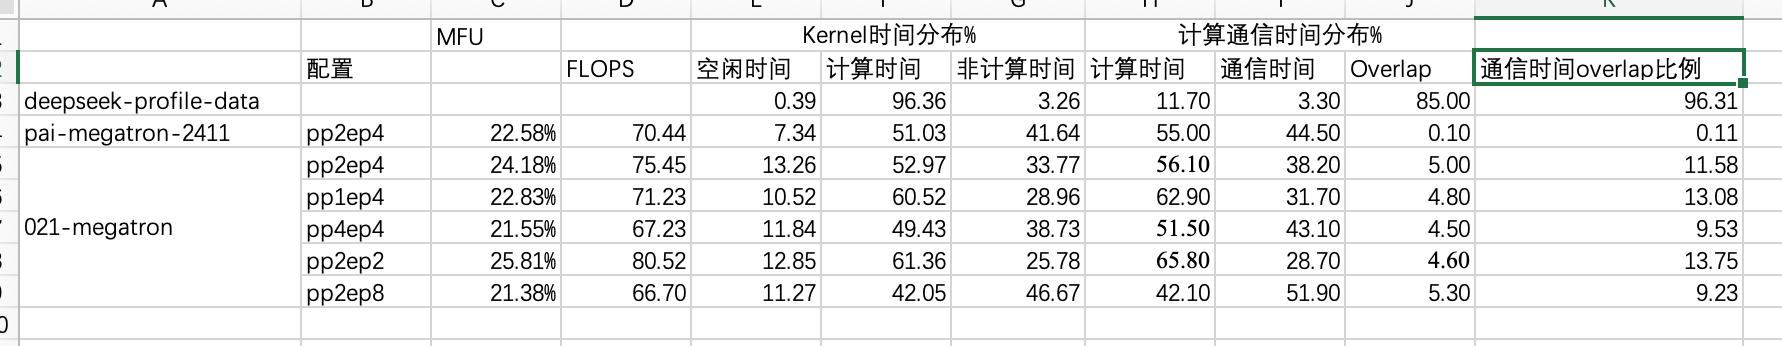 A B C D E F G H I J K
MFU Kernel时间分布% 计算通信时间分布%
配置 FLOPS 空闲时间 计算时间 非计算时间 计算时间 通信时间 Overlap 通信时间overlap比例
deepseek-profile-data 0.39 96.36 3.26 11.70 3.30 85.00 96.31
pai-megatron-2411 pp2ep4 22.58% 70.44 7.34 51.03 41.64 55.00 44.50 0.10 0.11
pp2ep4 24.18% 75.45 13.26 52.97 33.77 56.10 38.20 5.00 11.58
pp1ep4 22.83% 71.23 10.52 60.52 28.96 62.90 31.70 4.80 13.08
021-megatron pp4ep4 21.55% 67.23 11.84 49.43 38.73 51.50 43.10 4.50 9.53
pp2ep2 25.81% 80.52 12.85 61.36 25.78 65.80 28.70 4.60 13.75
pp2ep8 21.38% 66.70 11.27 42.05 46.67 42.10 51.90 5.30 9.23